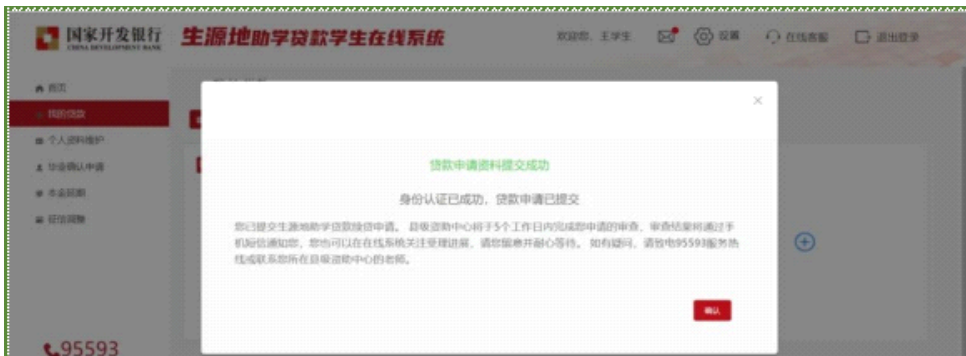 国家开发银行
CHINA DEVELOPMENT BANK
生源地助学贷款学生在线系统
欢迎您，王学生
设置
在线客服
退出登录
首页
我的贷款
个人资料维护
毕业确认申请
本金延期
征信调整
贷款申请资料提交成功
身份认证已成功，贷款申请已提交
您已提交生源地助学贷款续贷申请。县级资助中心将于5个工作日内完成您申请的审查，审查结果将通过手
机短信通知您，您也可以在在线系统关注受理进展，请您留意并耐心等待。如有疑问，请致电95593服务热
线或联系您所在县级资助中心的老师。
确认
95593